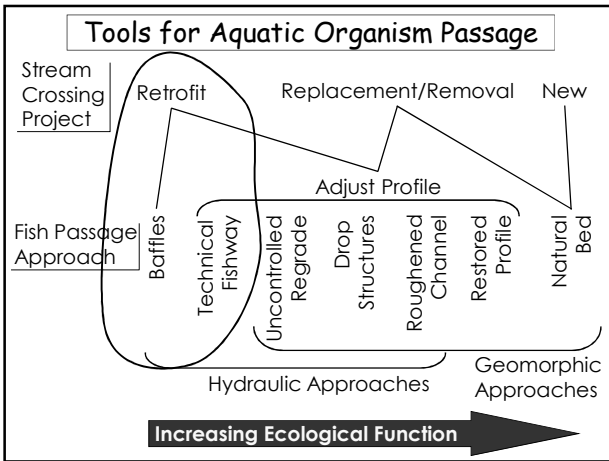 Tools for Aquatic Organism Passage
Stream
Crossing
Project
Retrofit
Replacement/Removal
New
Adjust Profile
Fish Passage
Approach
Baffles
Technical
Fishway
Uncontrolled
Regrade
Drop
Structures
Roughened
Channel
Restored
Profile
Natural
Bed
Hydraulic Approaches
Geomorphic
Approaches
Increasing Ecological Function